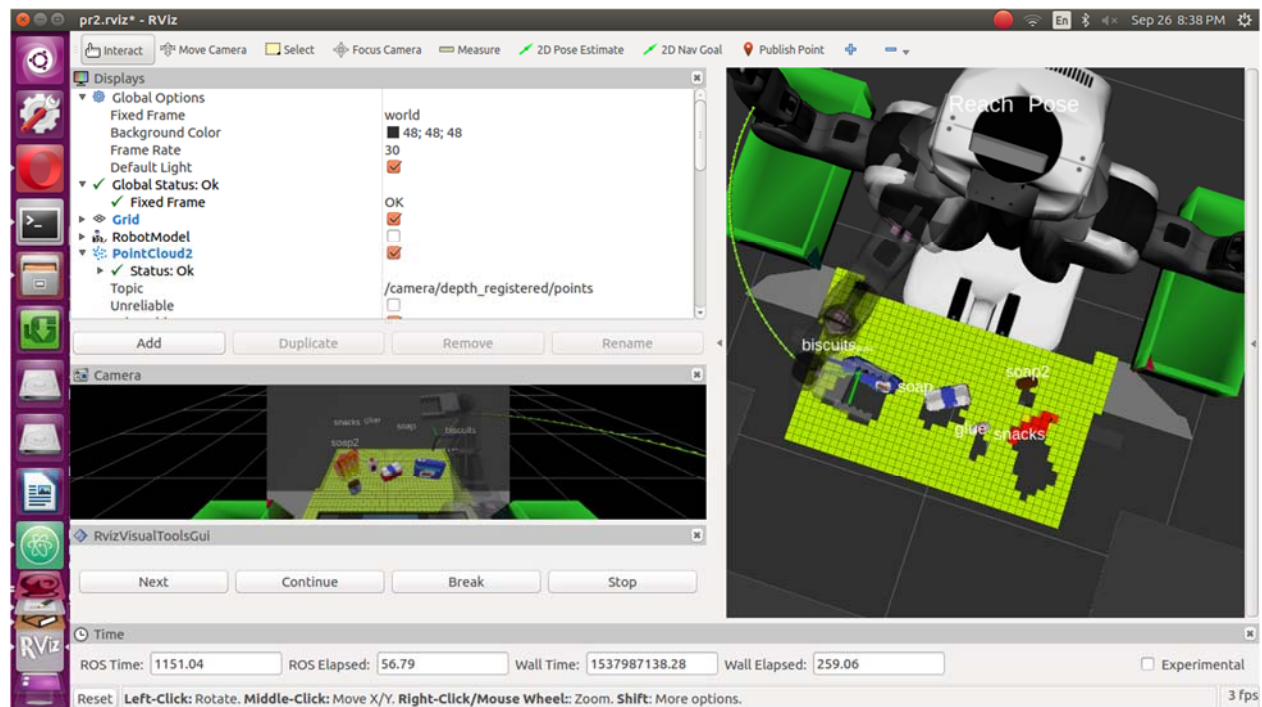 pr2.rviz* - RViz
En
Sep 26 8:38 PM
Interact
Move Camera
Select
Focus Camera
Measure
2D Pose Estimate
2D Nav Goal
Publish Point
Displays
Global Options
Fixed Frame world
Background Color 48; 48; 48
Frame Rate 30
Default Light
Global Status: Ok
Fixed Frame OK
Grid
RobotModel
PointCloud2
Status: Ok
Topic /camera/depth_registered/points
Unreliable
Add Duplicate Remove Rename
Camera
snacks glue soap biscuits
soap2
RvizVisualToolsGui
Next Continue Break Stop
Reach Pose
biscuits
soap2
soap
glue snacks
Time
ROS Time: 1151.04 ROS Elapsed: 56.79 Wall Time: 1537987138.28 Wall Elapsed: 259.06 Experimental
Reset Left-Click: Rotate. Middle-Click: Move X/Y. Right-Click/Mouse Wheel:: Zoom. Shift: More options. 3 fps
RViz